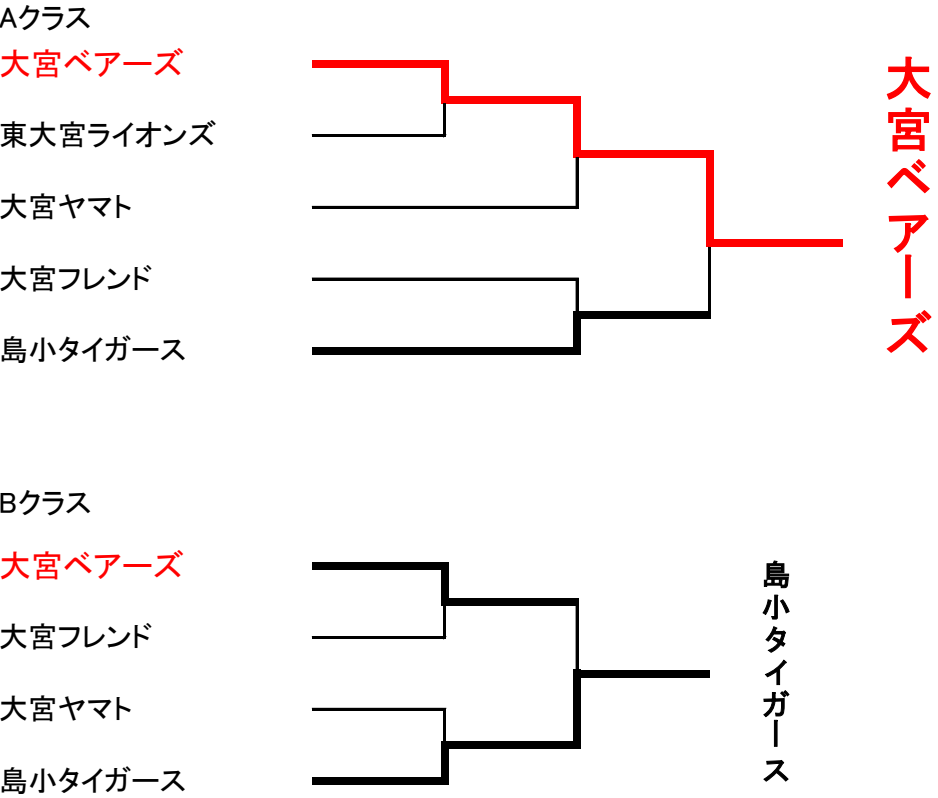 Aクラス
大宮ベアーズ
東大宮ライオンズ
大宮ヤマト
大宮フレンド
島小タイガース
大宮ベアーズ
Bクラス
大宮ベアーズ
大宮フレンド
大宮ヤマト
島小タイガース
島小タイガース